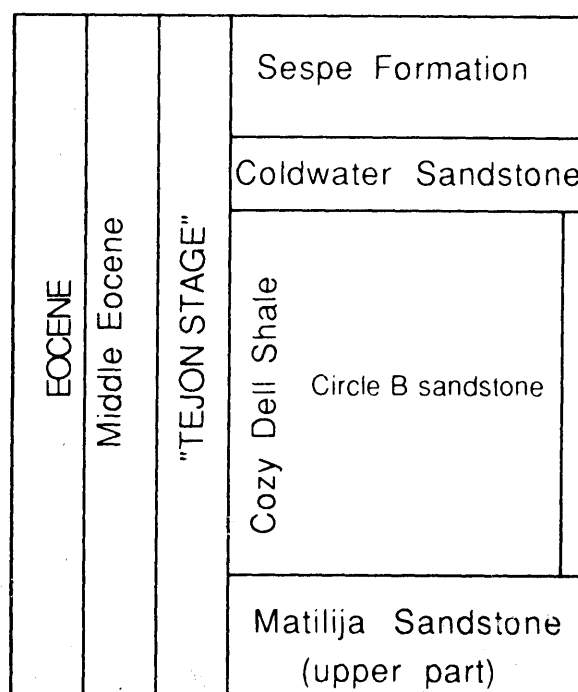 EOCENE
Middle Eocene
"TEJON STAGE"
Sespe Formation
Coldwater Sandstone
Cozy Dell Shale
Circle B sandstone
Matilija Sandstone
(upper part)